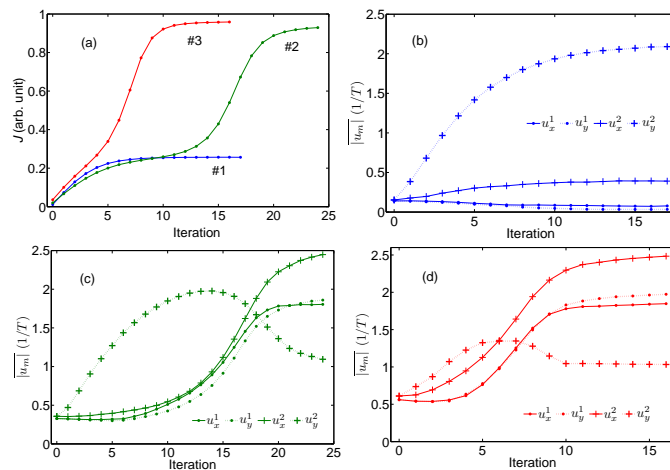 (a)
#3
#2
#1
J (arb. unit)
1
0.8
0.6
0.4
0.2
0
0 5 10 15 20 25
Iteration
(b)
|u_m| (1/T)
2.5
2
1.5
1
0.5
0
u_x^1 u_y^1 u_x^2 u_y^2
0 5 10 15
Iteration
(c)
|u_m| (1/T)
2.5
2.0
1.5
1.0
0.5
0
u_x^1 u_y^1 u_x^2 u_y^2
0 5 10 15 20 25
Iteration
(d)
|u_m| (1/T)
2.5
2.0
1.5
1.0
0.5
0
u_x^1 u_y^1 u_x^2 u_y^2
0 5 10 15
Iteration